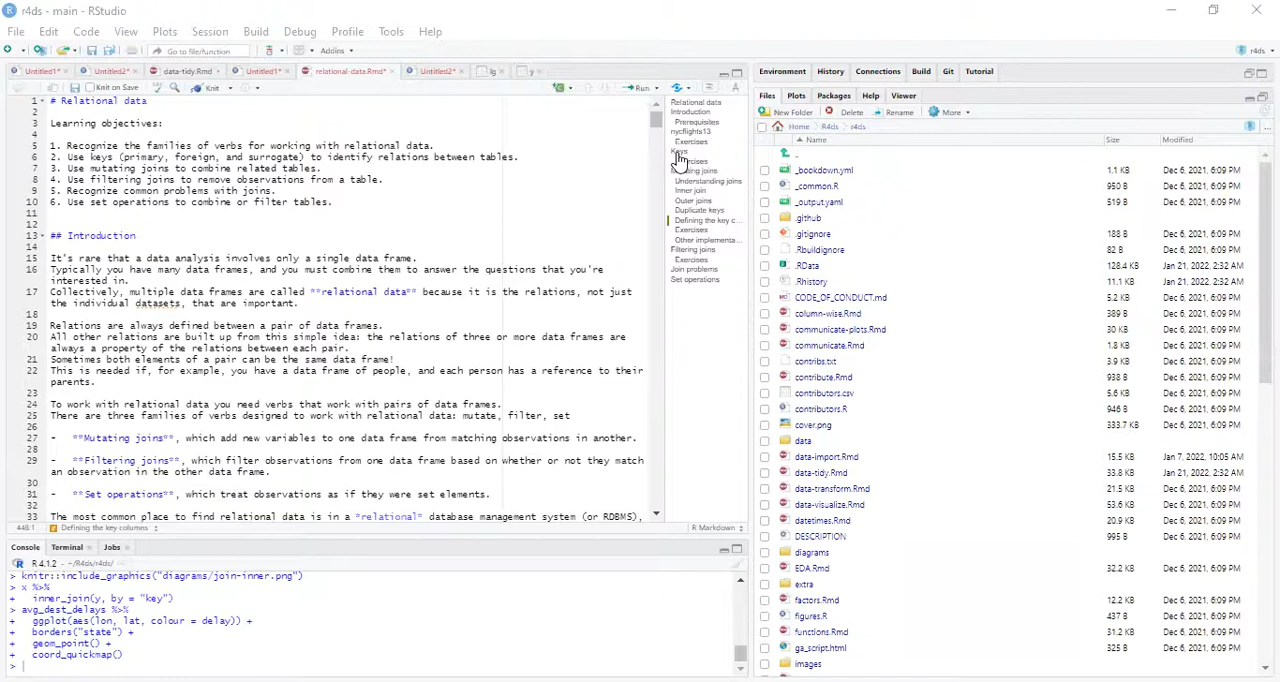 r4ds - main - RStudio
File Edit Code View Plots Session Build Debug Profile Tools Help
Go to file/function Addins r4ds
Untitled1* Untitled2* data-tidy.Rmd Untitled1* relational-data.Rmd* Untitled2* lg y
Knit on Save Knit Run
1 # Relational data
2
3 Learning objectives:
4
5 1. Recognize the families of verbs for working with relational data.
6 2. Use keys (primary, foreign, and surrogate) to identify relations between tables.
7 3. Use mutating joins to combine related tables.
8 4. Use filtering joins to remove observations from a table.
9 5. Recognize common problems with joins.
10 6. Use set operations to combine or filter tables.
11
12
13 ## Introduction
14
15 It's rare that a data analysis involves only a single data frame.
16 Typically you have many data frames, and you must combine them to answer the questions that you're
interested in.
17 Collectively, multiple data frames are called **relational data** because it is the relations, not just
the individual datasets, that are important.
18
19 Relations are always defined between a pair of data frames.
20 All other relations are built up from this simple idea: the relations of three or more data frames are
always a property of the relations between each pair.
21 Sometimes both elements of a pair can be the same data frame!
22 This is needed if, for example, you have a data frame of people, and each person has a reference to their
parents.
23
24 To work with relational data you need verbs that work with pairs of data frames.
25 There are three families of verbs designed to work with relational data: mutate, filter, set
26
27 - **Mutating joins**, which add new variables to one data frame from matching observations in another.
28
29 - **Filtering joins**, which filter observations from one data frame based on whether or not they match
an observation in the other data frame.
30
31 - **Set operations**, which treat observations as if they were set elements.
32
33 The most common place to find relational data is in a *relational* database management system (or RDBMS),
448:1 Defining the key columns R Markdown
Relational data
Introduction
Prerequisites
nycflights13
Exercises
Keys
joins
Understanding joins
Inner join
Outer joins
Duplicate keys
Defining the key c...
Exercises
Other implementa...
Filtering joins
Exercises
Join problems
Set operations
Console Terminal Jobs
R 4.1.2 · ~/R4ds/r4ds/
> knitr::include_graphics("diagrams/join-inner.png")
> x %>%
+ inner_join(y, by = "key")
> avg_dest_delays %>%
+ ggplot(aes(lon, lat, colour = delay)) +
+ borders("state") +
+ geom_point() +
+ coord_quickmap()
>
Environment History Connections Build Git Tutorial
Files Plots Packages Help Viewer
New Folder Delete Rename More
Home R4ds r4ds ...
Name Size Modified
..
_bookdown.yml 1.1 KB Dec 6, 2021, 6:09 PM
_common.R 950 B Dec 6, 2021, 6:09 PM
_output.yaml 519 B Dec 6, 2021, 6:09 PM
.github
.gitignore 188 B Dec 6, 2021, 6:09 PM
.Rbuildignore 82 B Dec 6, 2021, 6:09 PM
.RData 128.4 KB Jan 21, 2022, 2:32 AM
.Rhistory 11.1 KB Jan 21, 2022, 2:32 AM
CODE_OF_CONDUCT.md 5.2 KB Dec 6, 2021, 6:09 PM
column-wise.Rmd 389 B Dec 6, 2021, 6:09 PM
communicate-plots.Rmd 30 KB Dec 6, 2021, 6:09 PM
communicate.Rmd 1.8 KB Dec 6, 2021, 6:09 PM
contribs.txt 3.9 KB Dec 6, 2021, 6:09 PM
contribute.Rmd 938 B Dec 6, 2021, 6:09 PM
contributors.csv 5.6 KB Dec 6, 2021, 6:09 PM
contributors.R 946 B Dec 6, 2021, 6:09 PM
cover.png 333.7 KB Dec 6, 2021, 6:09 PM
data
data-import.Rmd 15.5 KB Jan 7, 2022, 10:05 AM
data-tidy.Rmd 33.8 KB Jan 21, 2022, 2:32 AM
data-transform.Rmd 21.5 KB Dec 6, 2021, 6:09 PM
data-visualize.Rmd 53.6 KB Dec 6, 2021, 6:09 PM
datetimes.Rmd 20.9 KB Dec 6, 2021, 6:09 PM
DESCRIPTION 995 B Dec 6, 2021, 6:09 PM
diagrams
EDA.Rmd 32.2 KB Dec 6, 2021, 6:09 PM
extra
factors.Rmd 12.2 KB Dec 6, 2021, 6:09 PM
figures.R 437 B Dec 6, 2021, 6:09 PM
functions.Rmd 31.2 KB Dec 6, 2021, 6:09 PM
ga_script.html 325 B Dec 6, 2021, 6:09 PM
images